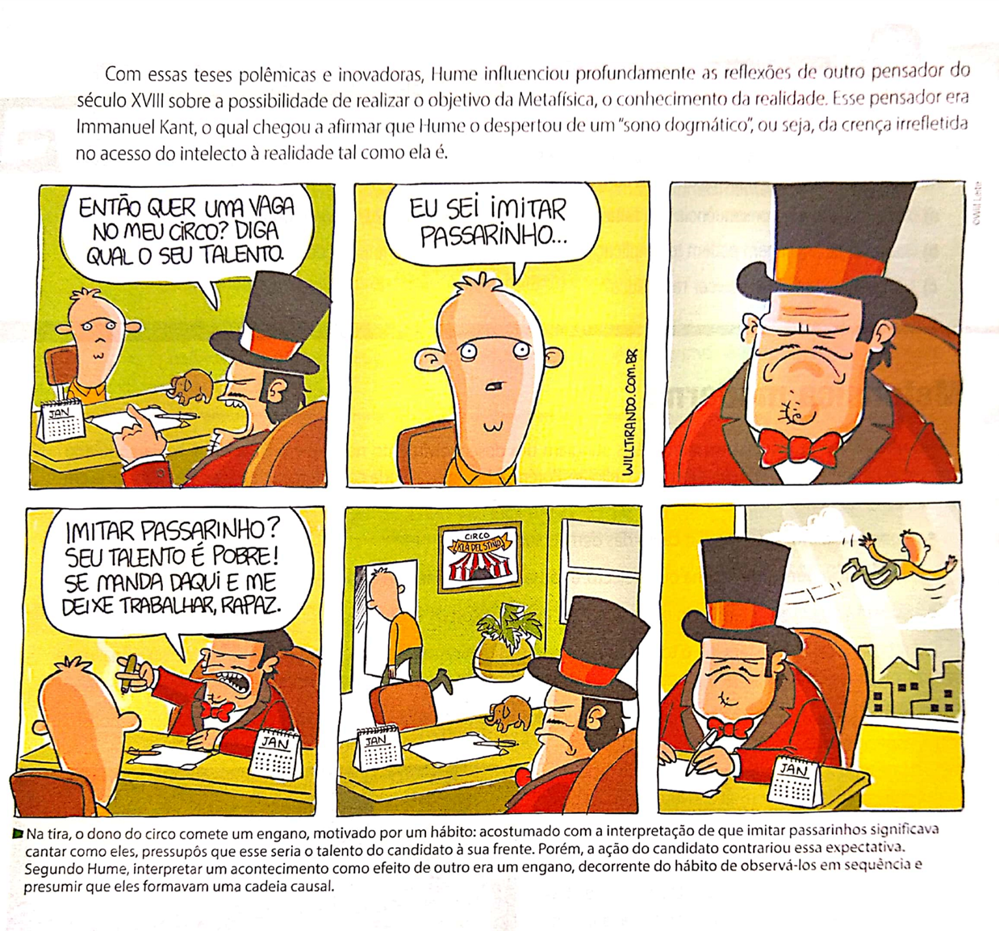 Com essas teses polêmicas e inovadoras, Hume influenciou profundamente as reflexões de outro pensador do
século XVIII sobre a possibilidade de realizar o objetivo da Metafísica, o conhecimento da realidade. Esse pensador era
Immanuel Kant, o qual chegou a afirmar que Hume o despertou de um "sono dogmático", ou seja, da crença irrefletida
no acesso do intelecto à realidade tal como ela é.
ENTÃO QUER UMA VAGA
NO MEU CIRCO? DIGA
QUAL O SEU TALENTO.
JAN
EU SEI IMITAR
PASSARINHO...
WILLTIRANDO.COM.BR
©Will Leite
IMITAR PASSARINHO?
SEU TALENTO É POBRE!
SE MANDA DAQUI E ME
DEIXE TRABALHAR, RAPAZ.
JAN
CIRCO
KLADELSTINO
JAN
JAN
Na tira, o dono do circo comete um engano, motivado por um hábito: acostumado com a interpretação de que imitar passarinhos significava
cantar como eles, pressupôs que esse seria o talento do candidato à sua frente. Porém, a ação do candidato contrariou essa expectativa.
Segundo Hume, interpretar um acontecimento como efeito de outro era um engano, decorrente do hábito de observá-los em sequência e
presumir que eles formavam uma cadeia causal.